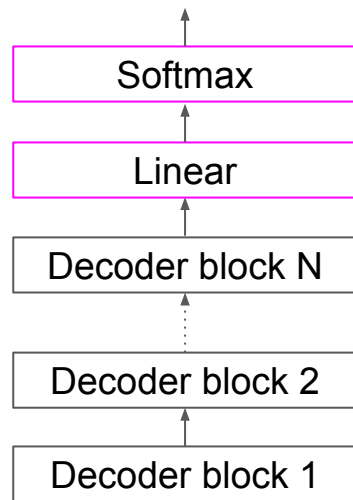 Softmax
Linear
Decoder block N
Decoder block 2
Decoder block 1